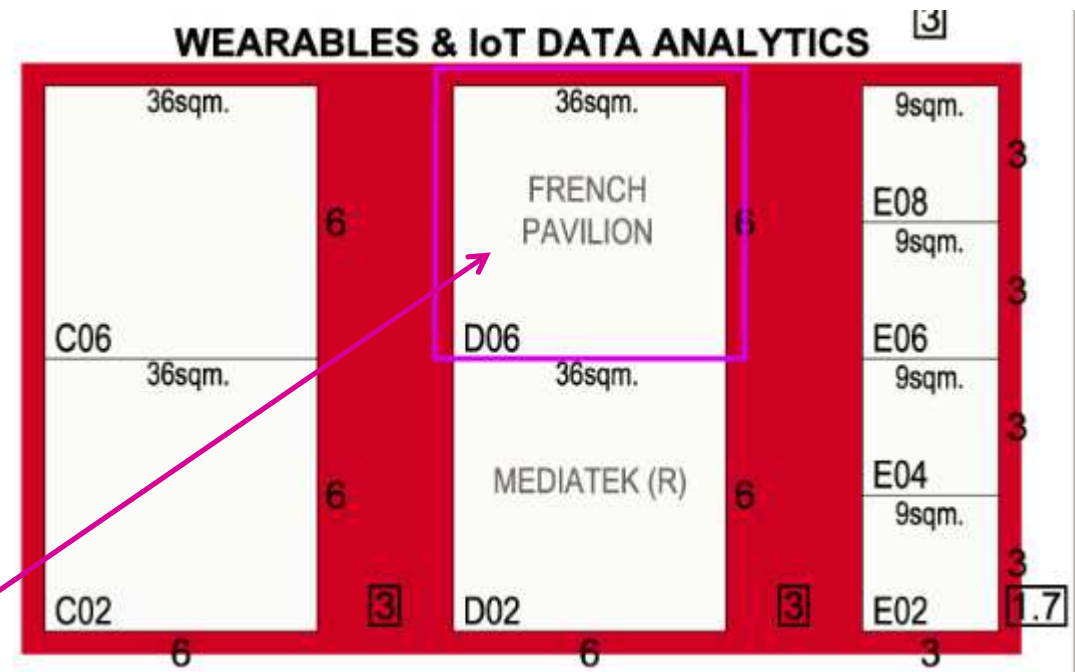 3
WEARABLES & IoT DATA ANALYTICS
36sqm.
6
C06
36sqm.
6
C02
6
3
36sqm.
FRENCH
PAVILION
6
D06
36sqm.
MEDIATEK (R)
6
D02
6
3
9sqm.
3
E08
9sqm.
3
E06
9sqm.
3
E04
9sqm.
3
E02
1.7
3